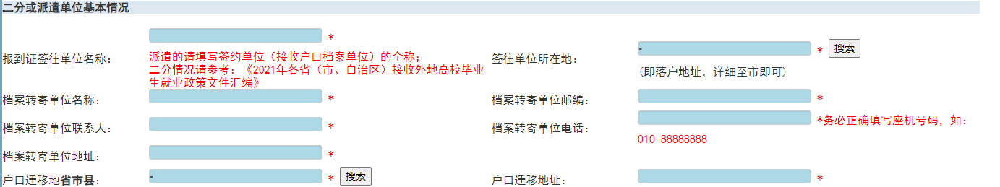 二分或派遣单位基本情况
报到证签往单位名称： *
派遣的请填写签约单位（接收户口档案单位）的全称；
二分情况请参考：《2021年各省（市、自治区）接收外地高校毕业
生就业政策文件汇编》
签往单位所在地： - * 搜索
(即落户地址，详细至市即可)
档案转寄单位名称： *
档案转寄单位邮编： *
档案转寄单位联系人： *
档案转寄单位电话： *务必正确填写座机号码，如：
010-88888888
档案转寄单位地址： *
户口迁移地省市县： - * 搜索
户口迁移地址： *